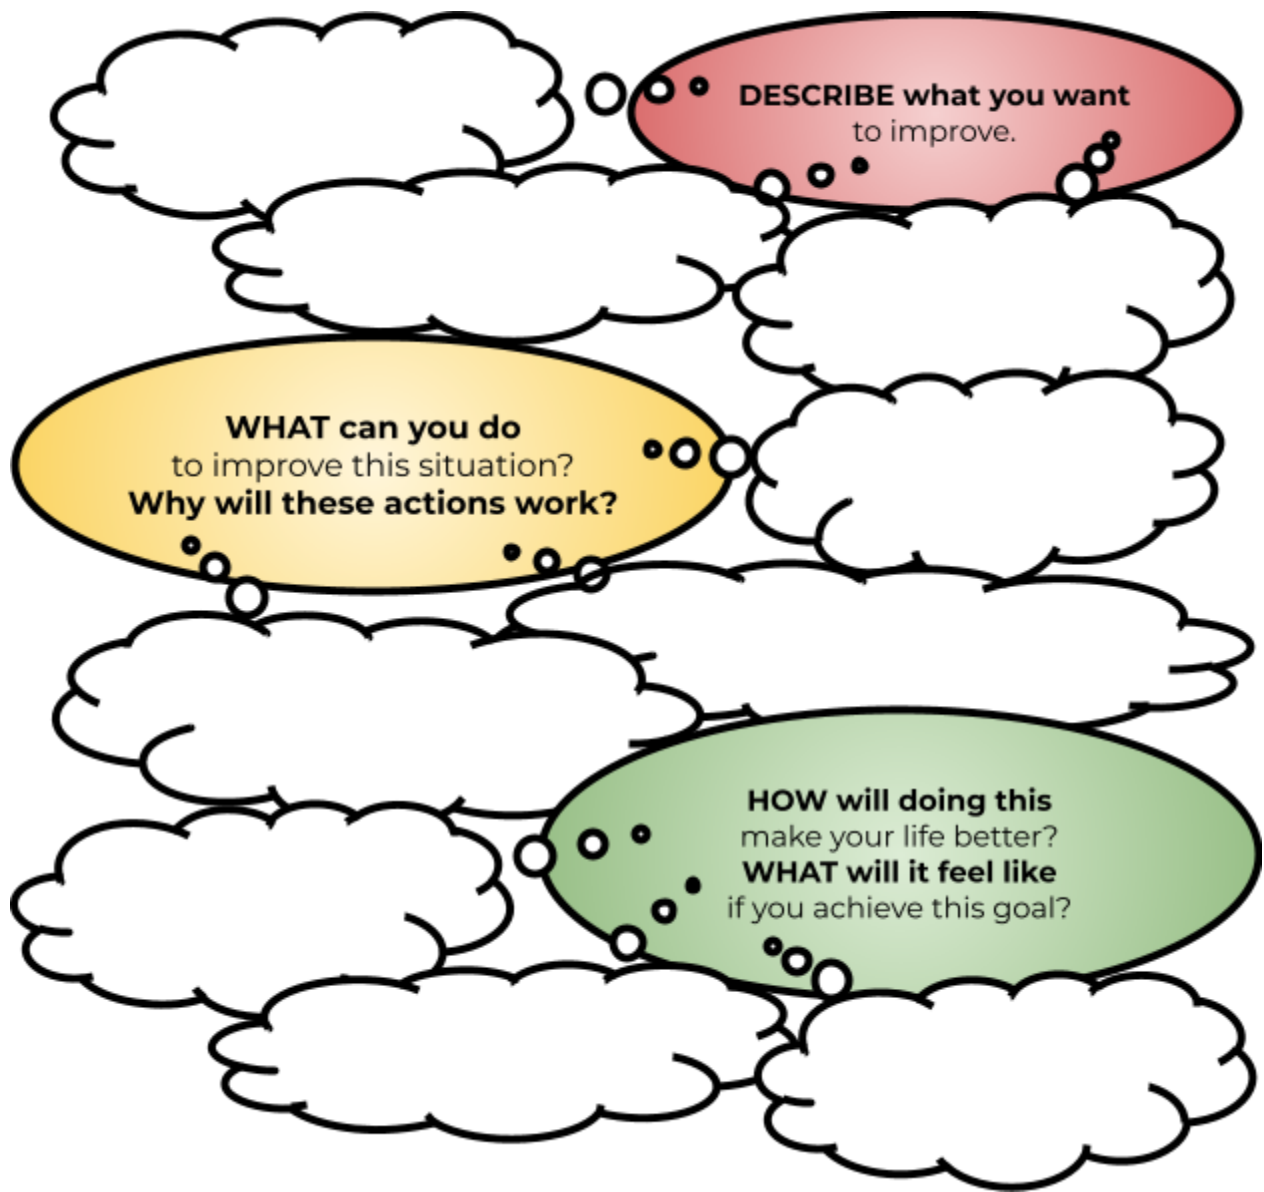 DESCRIBE what you want
to improve.
WHAT can you do
to improve this situation?
Why will these actions work?
HOW will doing this
make your life better?
WHAT will it feel like
if you achieve this goal?